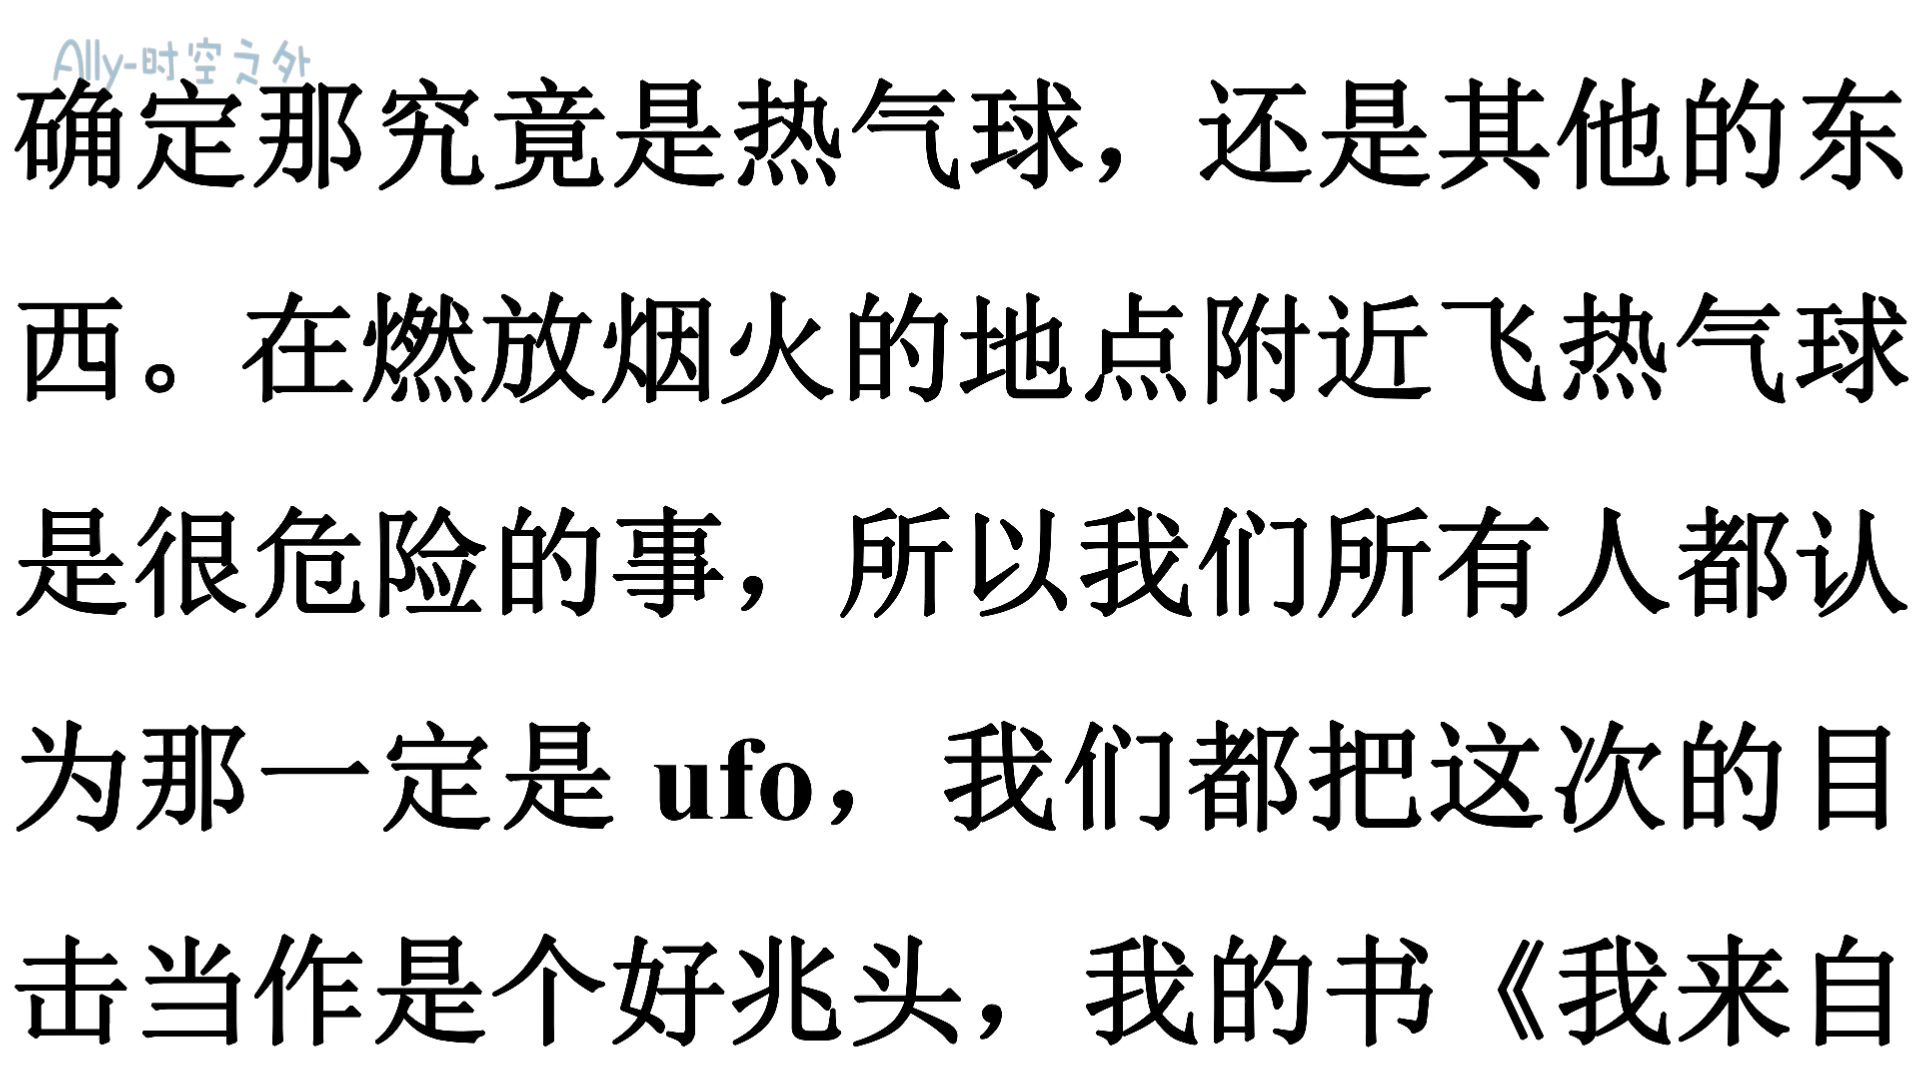 Ally-时空之外
确定那究竟是热气球，还是其他的东
西。在燃放烟火的地点附近飞热气球
是很危险的事，所以我们所有人都认
为那一定是 ufo，我们都把这次的目
击当作是个好兆头，我的书《我来自